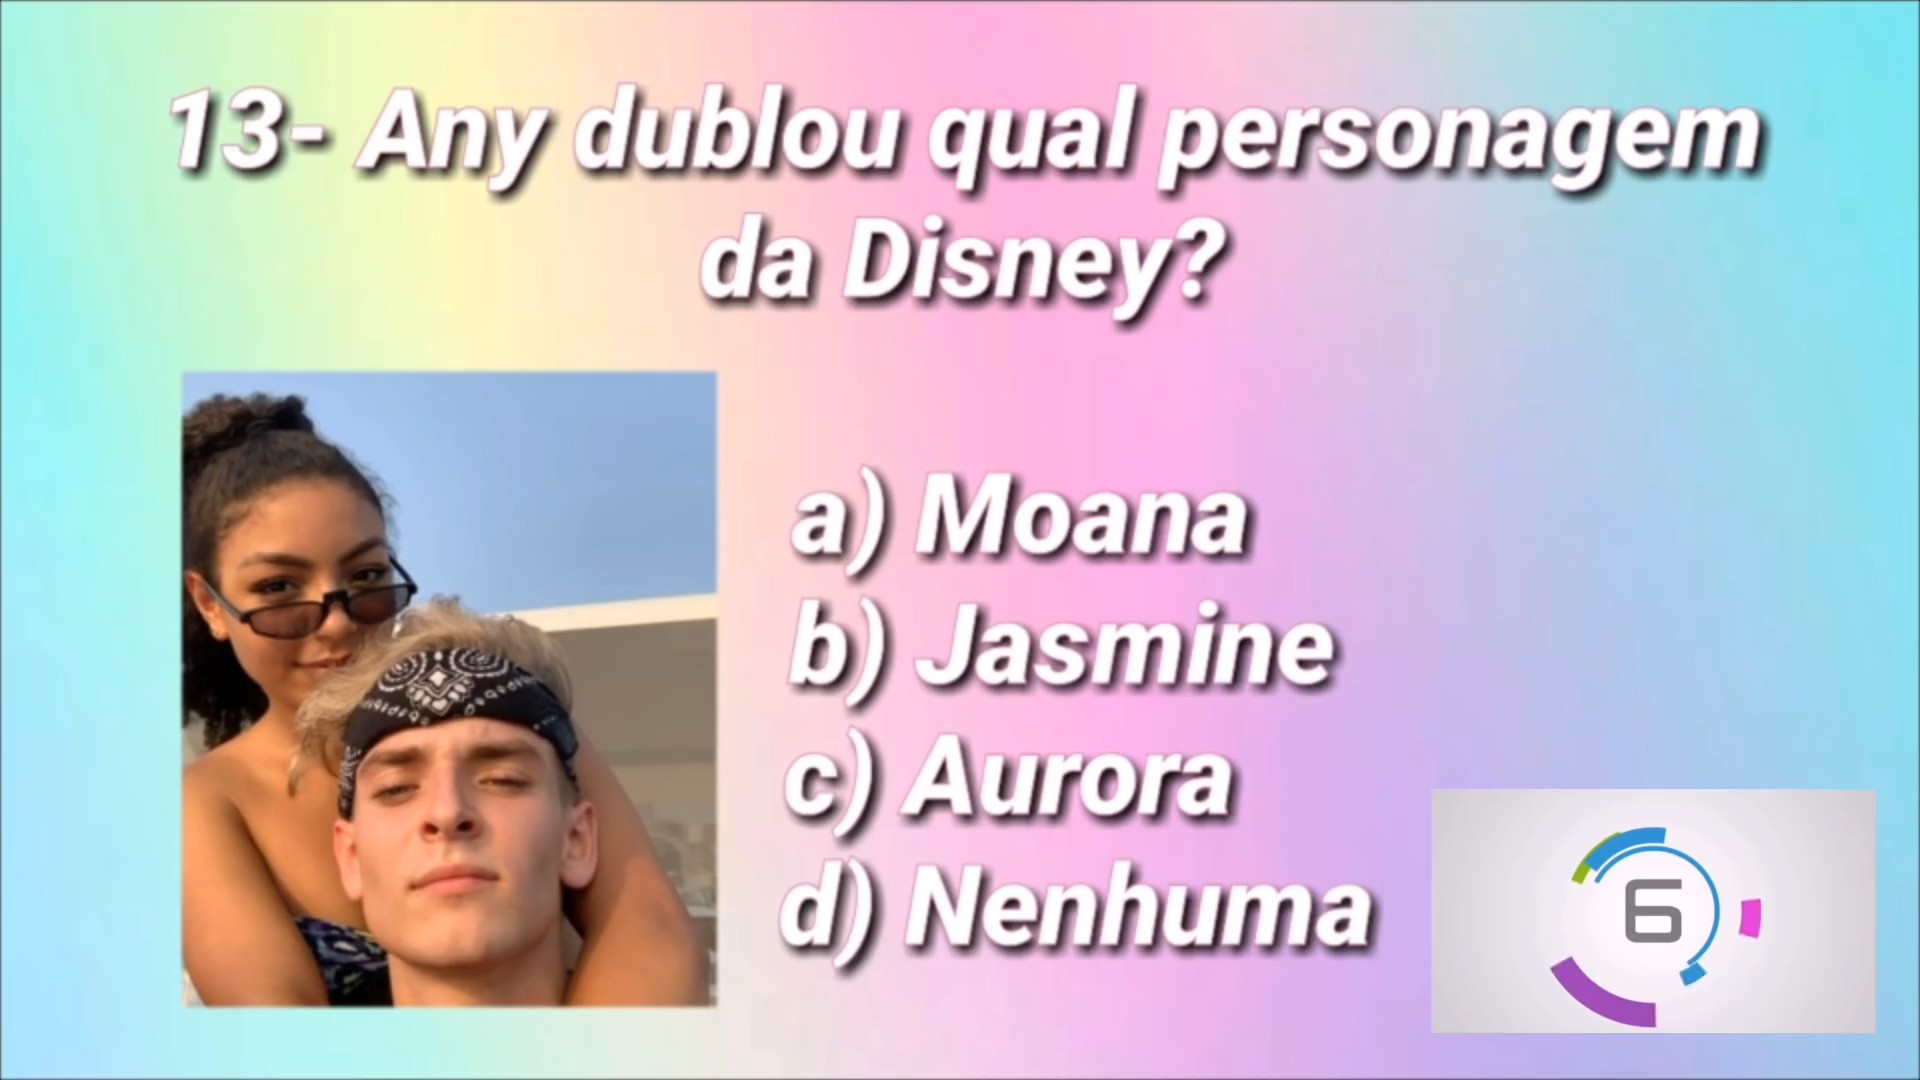 13- Any dublou qual personagem
da Disney?
a) Moana
b) Jasmine
c) Aurora
d) Nenhuma
6